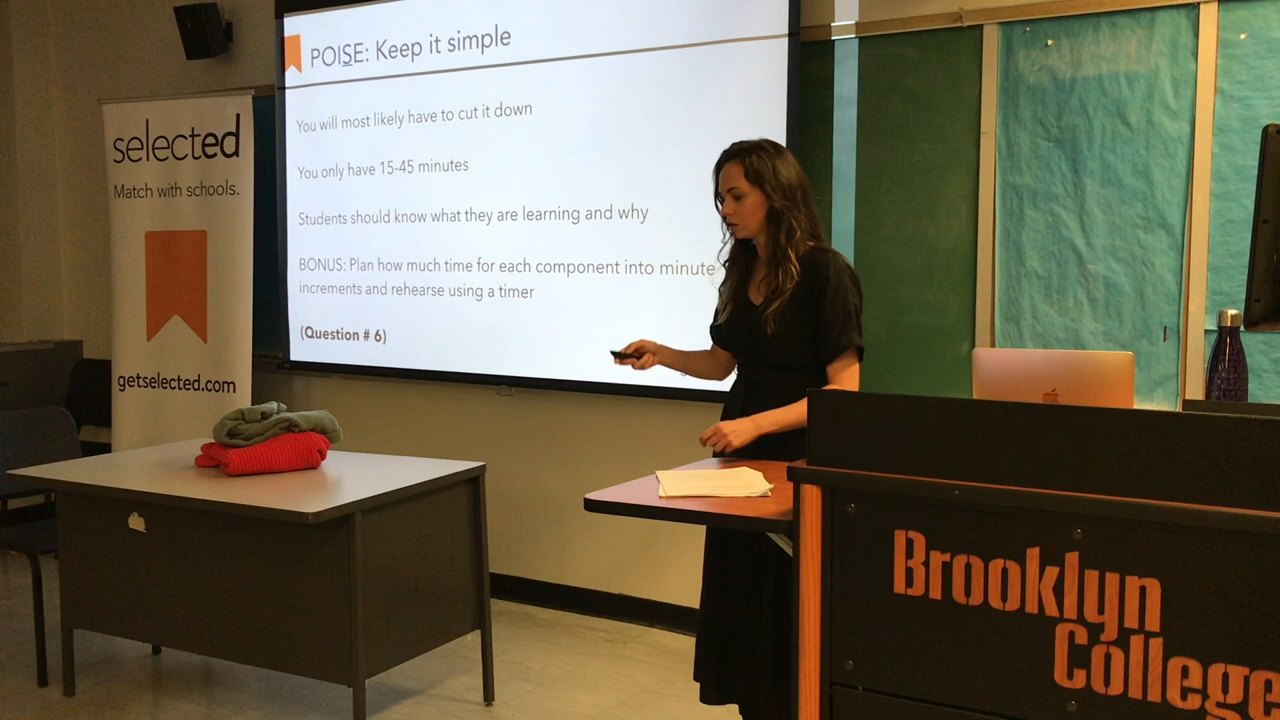 selected
Match with schools.
getselected.com
POISE: Keep it simple
You will most likely have to cut it down
You only have 15-45 minutes
Students should know what they are learning and why
BONUS: Plan how much time for each component into minute
increments and rehearse using a timer
(Question # 6)
Brooklyn
College